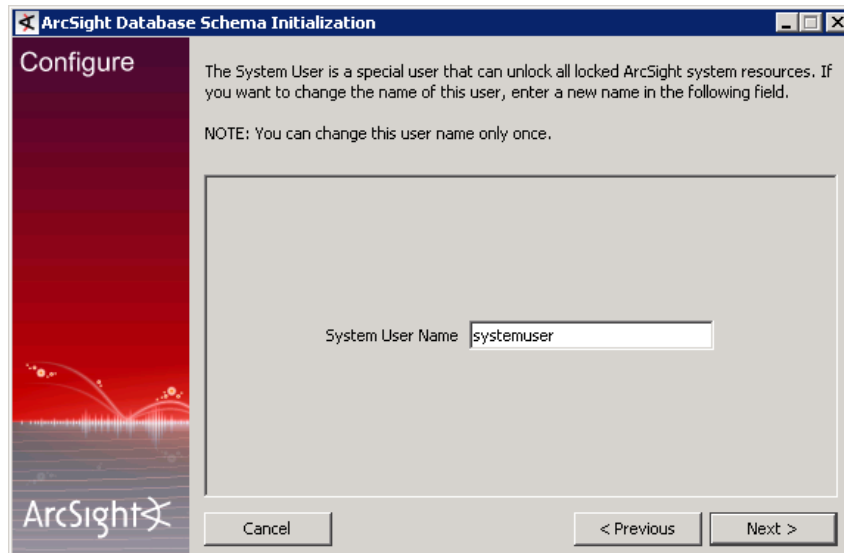 ArcSight Database Schema Initialization
Configure
The System User is a special user that can unlock all locked ArcSight system resources. If
you want to change the name of this user, enter a new name in the following field.
NOTE: You can change this user name only once.
System User Name systemuser
ArcSight
Cancel < Previous Next >